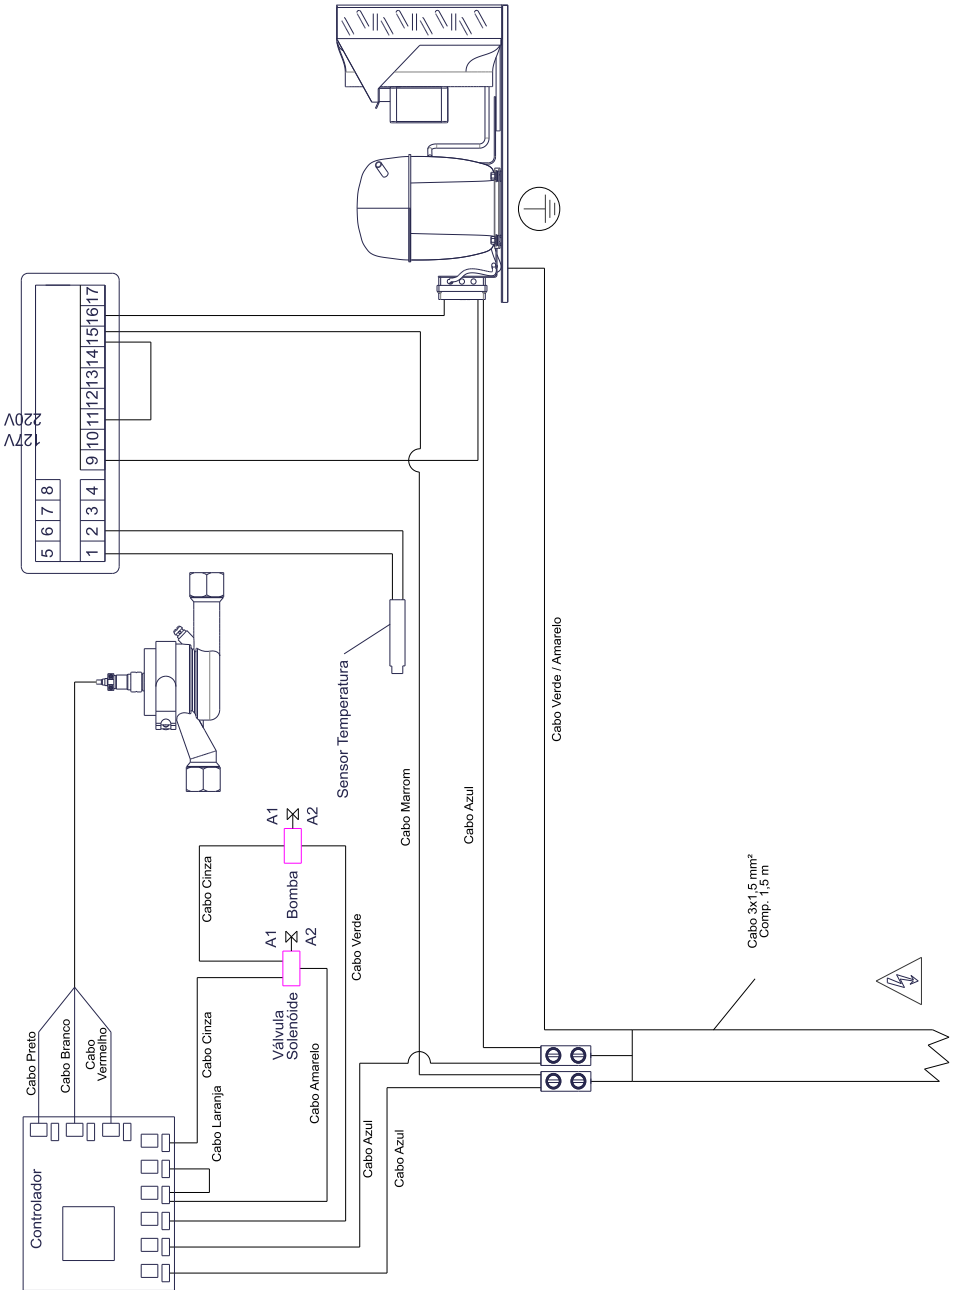 220V
127V
17
16
15
14
13
12
11
10
9
8
7
6
5
4
3
2
1
Sensor Temperatura
Cabo Verde / Amarelo
Cabo Marrom
Cabo Azul
A1
A2
Bomba
Cabo Cinza
Cabo Verde
A1
A2
Válvula
Solenóide
Cabo Cinza
Cabo Amarelo
Cabo Laranja
Cabo 3x1,5 mm²
Comp. 1,5 m
Cabo Preto
Cabo Branco
Cabo
Vermelho
Cabo Azul
Cabo Azul
Controlador